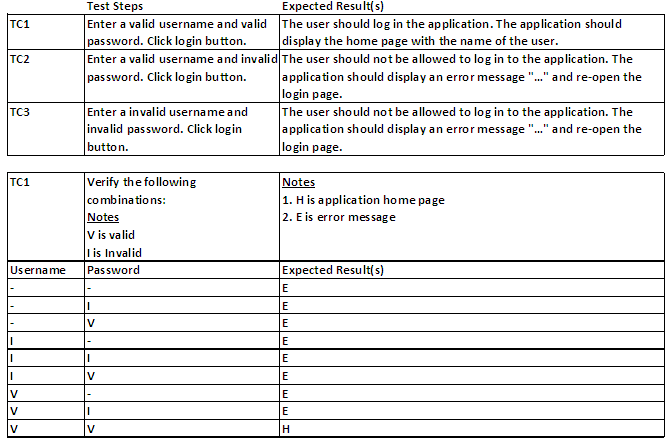 Test Steps Expected Result(s)
TC1 Enter a valid username and valid The user should log in the application. The application should
password. Click login button. display the home page with the name of the user.
TC2 Enter a valid username and invalid The user should not be allowed to log in to the application. The
password. Click login button. application should display an error message "..." and re-open the
login page.
TC3 Enter a invalid username and The user should not be allowed to log in to the application. The
invalid password. Click login application should display an error message "..." and re-open the
button. login page.
TC1 Verify the following Notes
combinations: 1. H is application home page
Notes 2. E is error message
V is valid
I is Invalid
Username Password Expected Result(s)
- - E
- I E
- V E
I - E
I I E
I V E
V - E
V I E
V V H